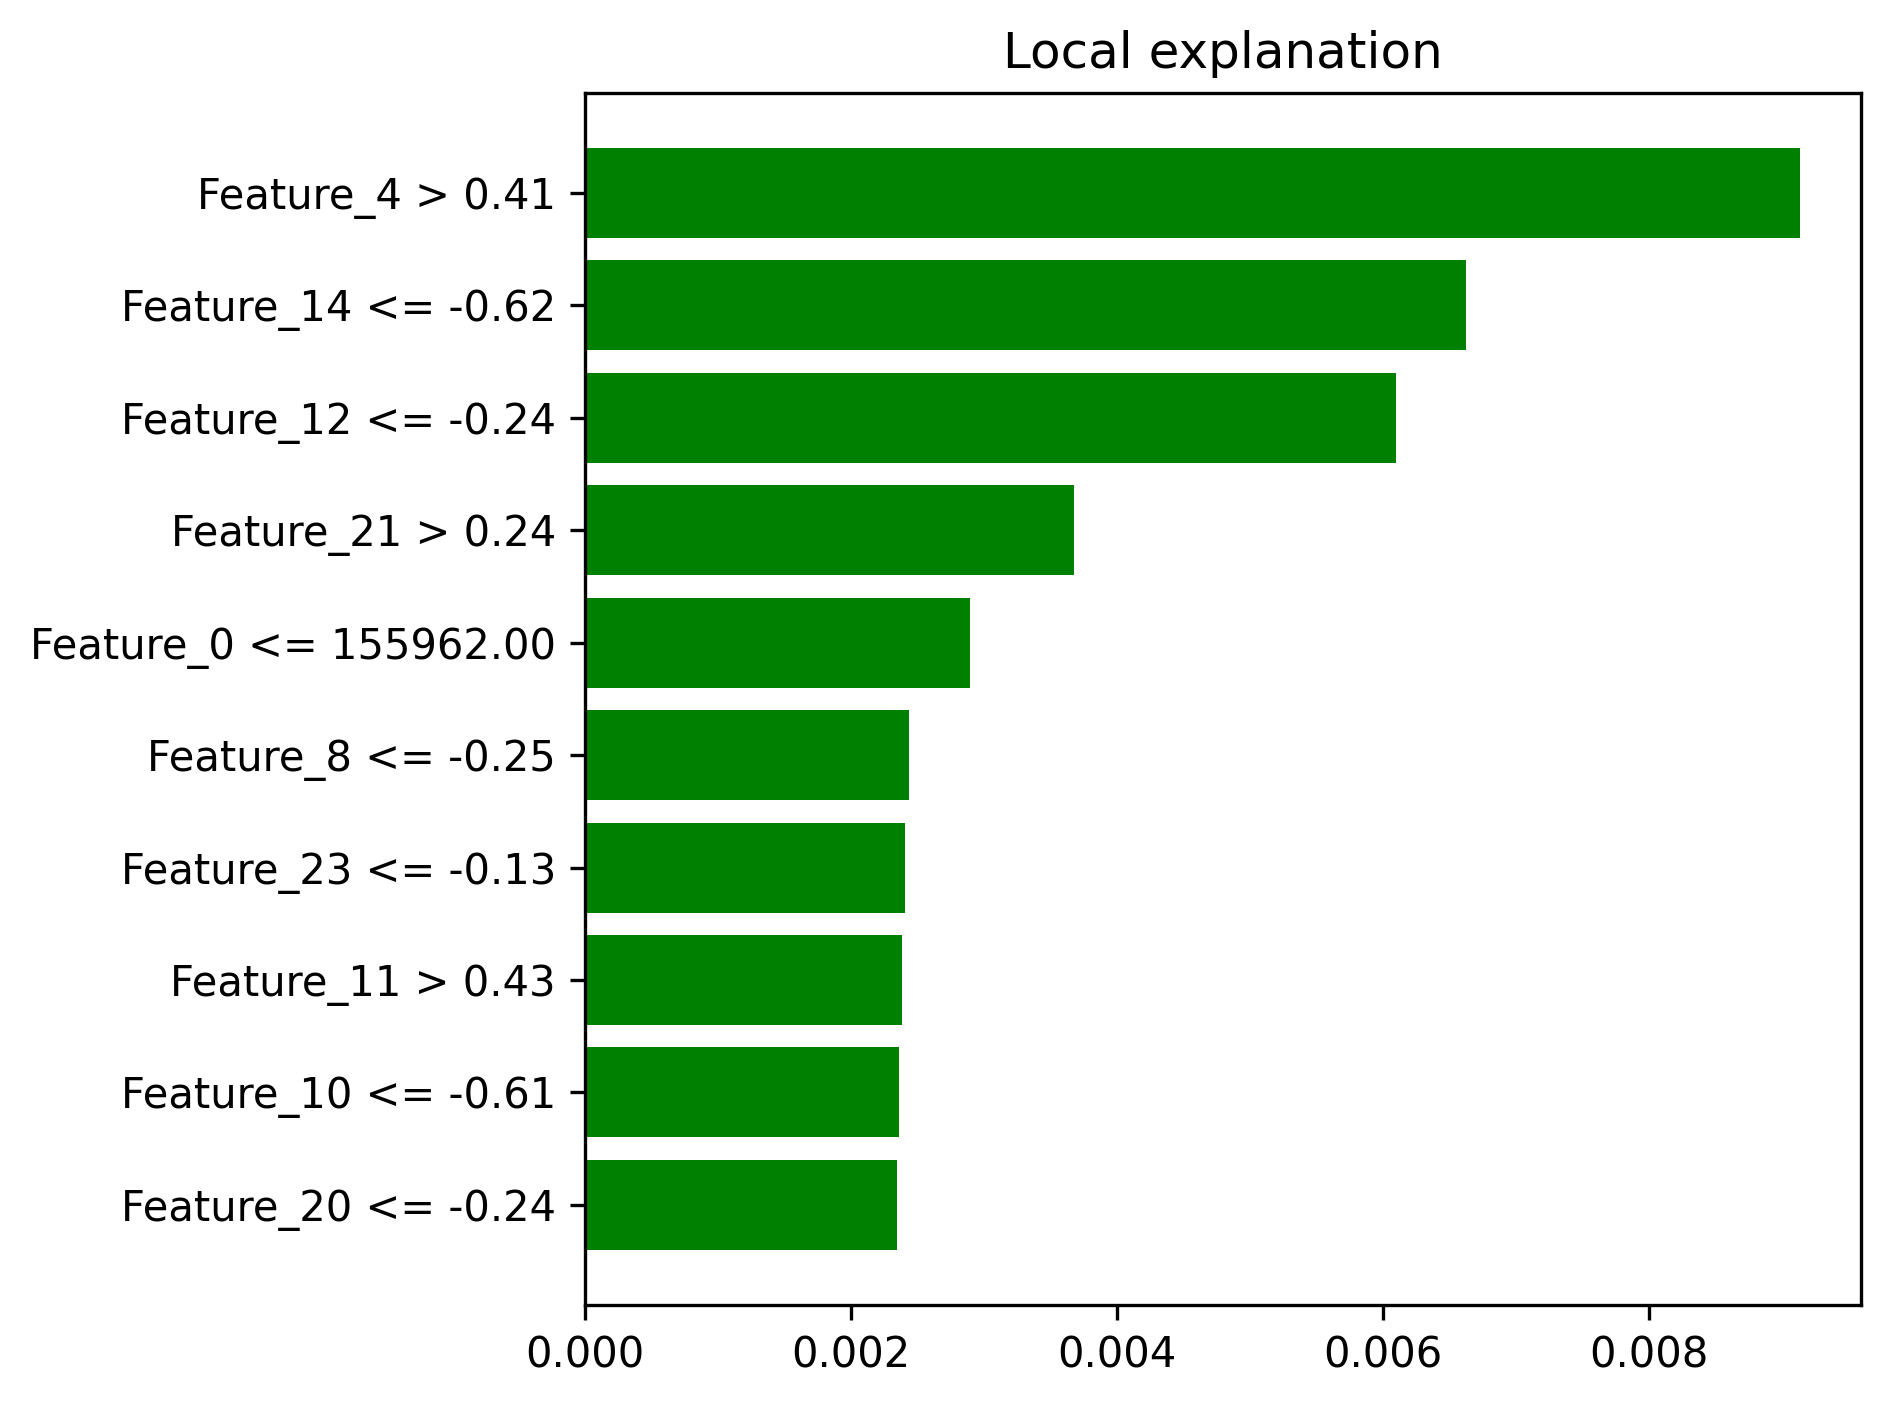 Local explanation
Feature_4 > 0.41
Feature_14 <= -0.62
Feature_12 <= -0.24
Feature_21 > 0.24
Feature_0 <= 155962.00
Feature_8 <= -0.25
Feature_23 <= -0.13
Feature_11 > 0.43
Feature_10 <= -0.61
Feature_20 <= -0.24
0.000 0.002 0.004 0.006 0.008